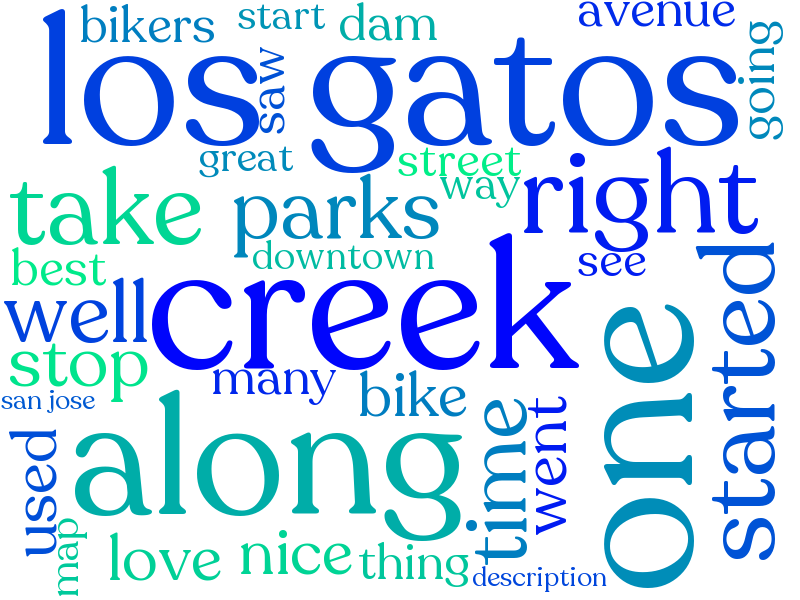 bikers
start
dam
avenue
los gatos
saw
going
great
street
way
take
parks
right
downtown
best
see
well
creek
started
stop
many
bike
one
san jose
along
time
went
used
map
love
nice
thing
description